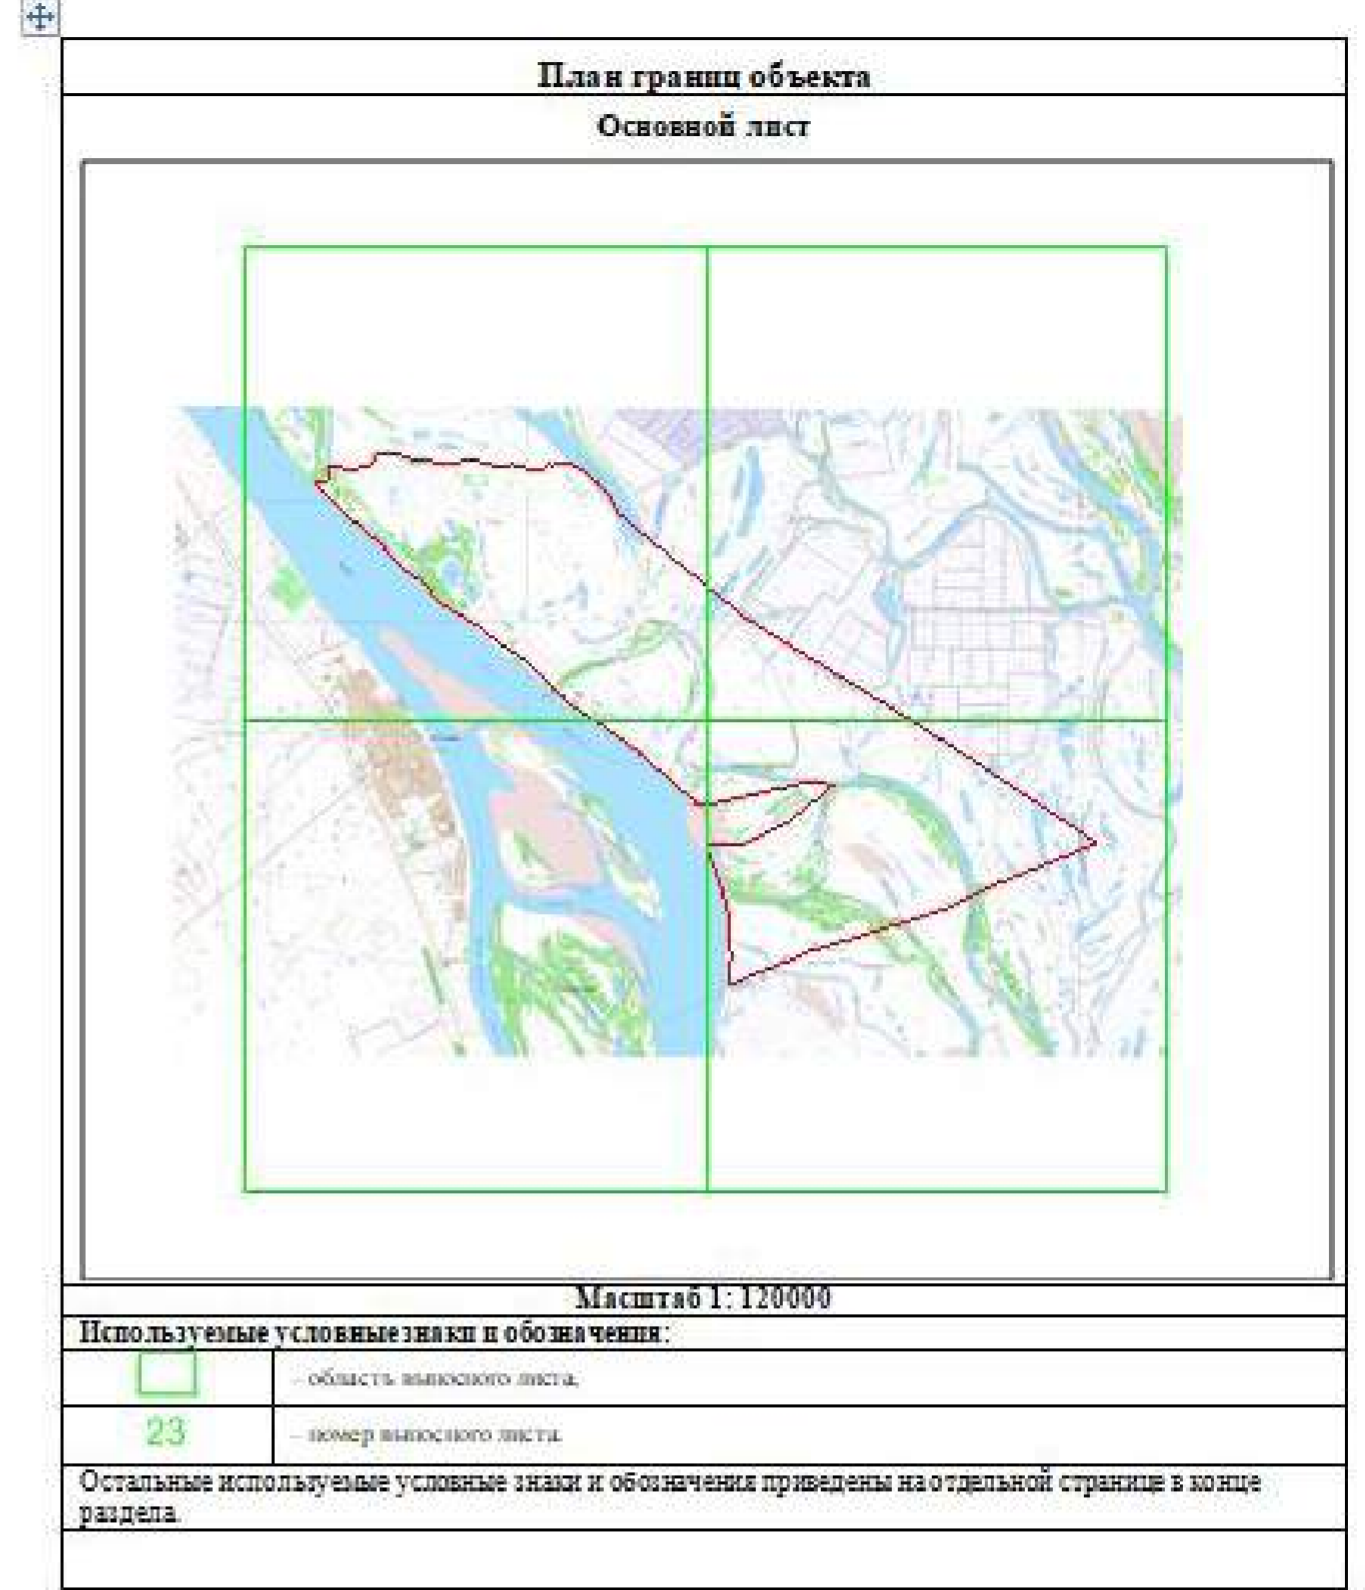 План границ объекта
Основной лист
Масштаб 1: 120000
Используемые условные знаки и обозначения:
– область выносного листа,
23
– номер выносного листа.
Остальные используемые условные знаки и обозначения приведены на отдельной странице в конце
раздела.